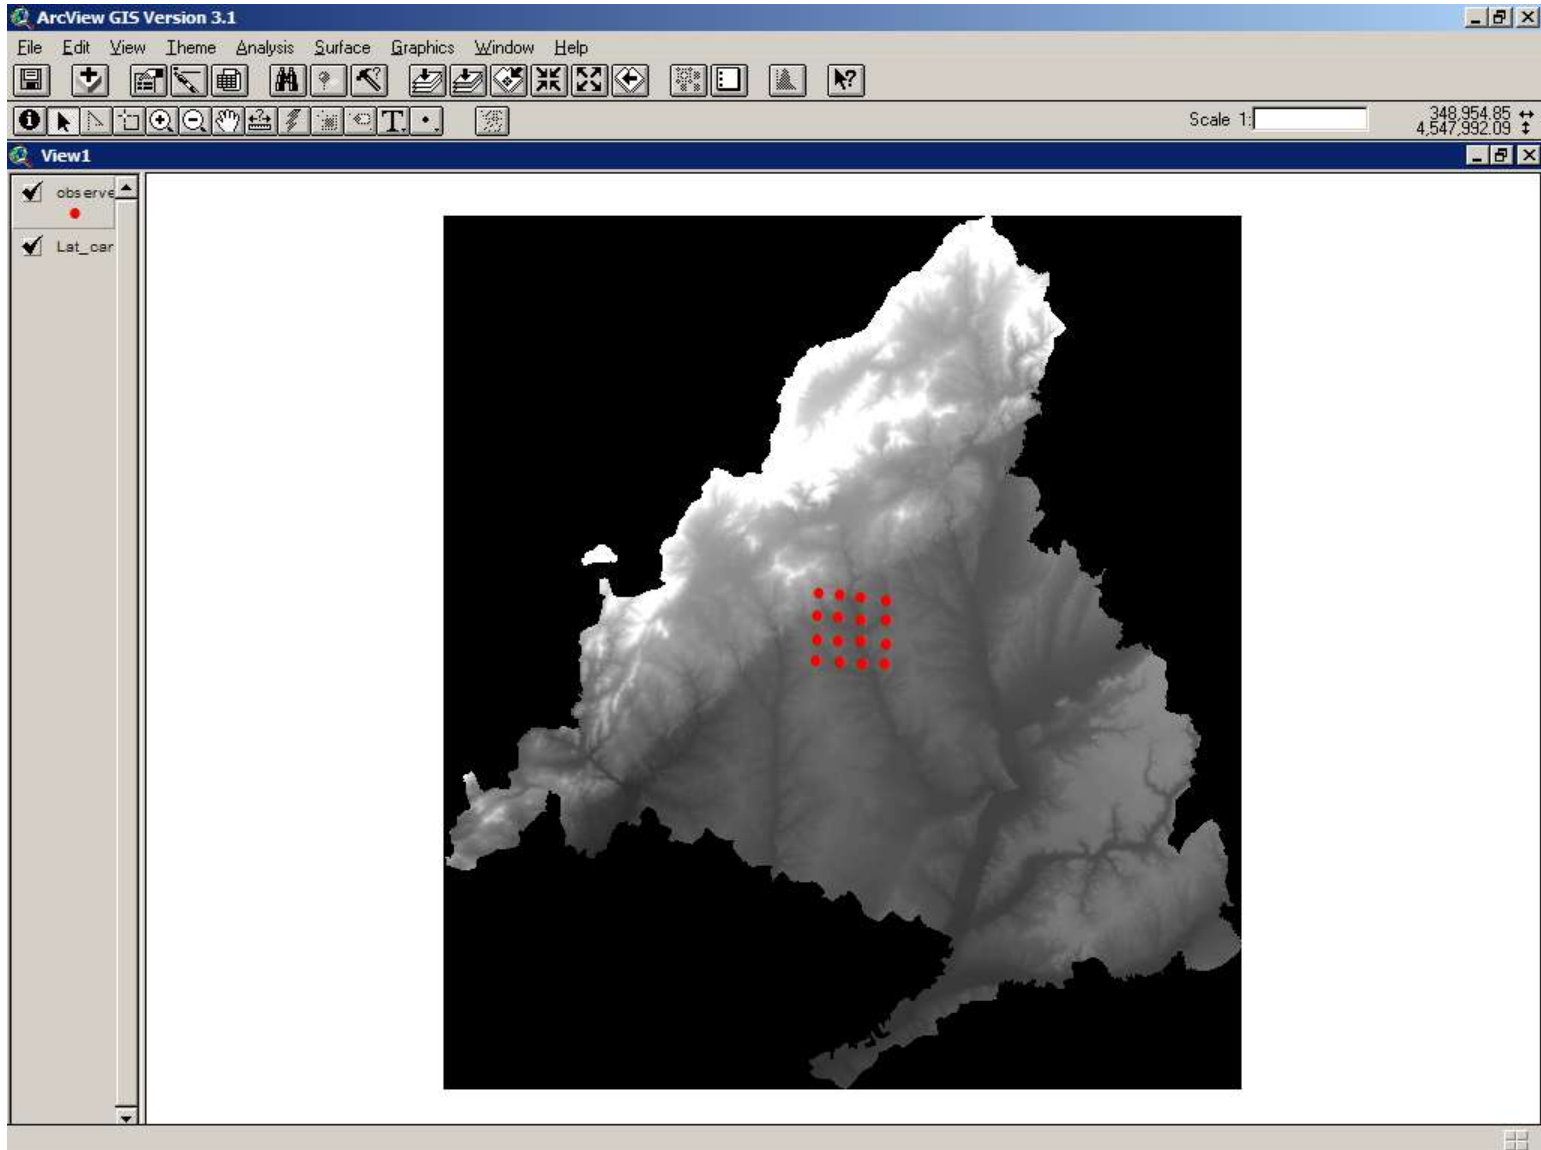 ArcView GIS Version 3.1
File Edit View Theme Analysis Surface Graphics Window Help
Scale 1:
348,954.85
4,547,992.09
View1
observe
Lat_car